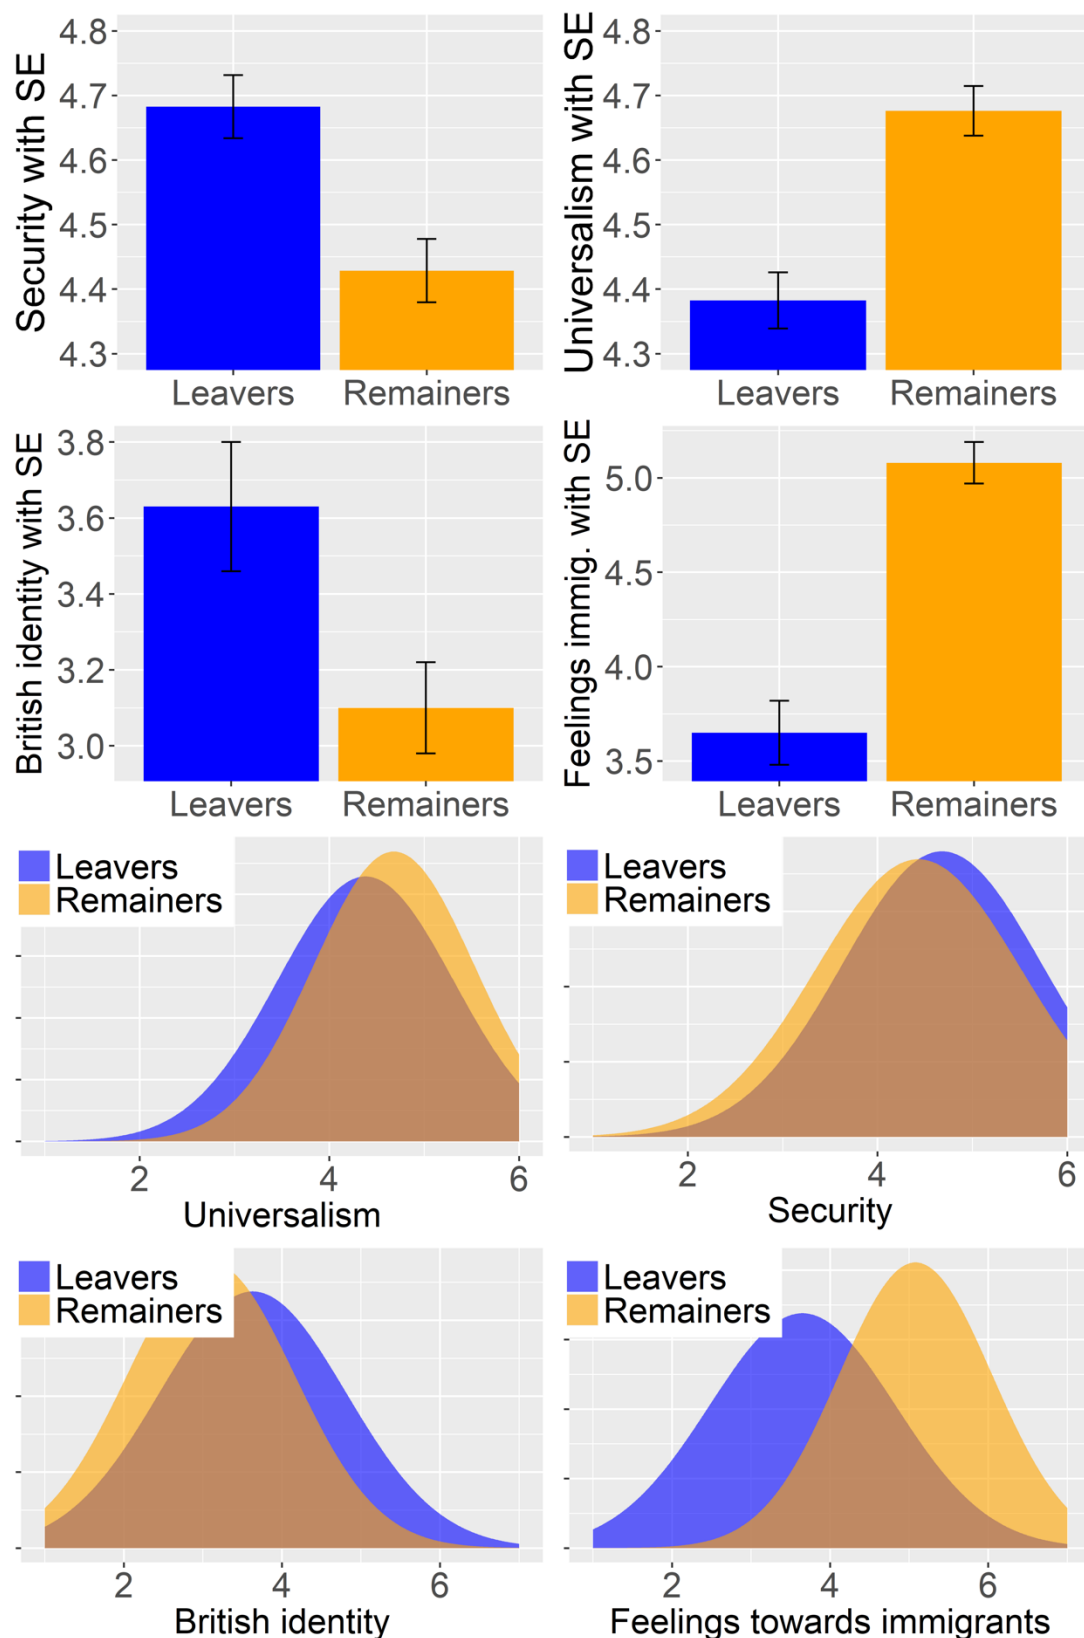 Security with SE
4.8
4.7
4.6
4.5
4.4
4.3
Leavers Remainers
Universalism with SE
4.8
4.7
4.6
4.5
4.4
4.3
Leavers Remainers
British identity with SE
3.8
3.6
3.4
3.2
3.0
Leavers Remainers
Feelings immig. with SE
5.0
4.5
4.0
3.5
Leavers Remainers
Leavers
Remainers
2 4 6
Universalism
Leavers
Remainers
2 4 6
Security
Leavers
Remainers
2 4 6
British identity
Leavers
Remainers
2 4 6
Feelings towards immigrants